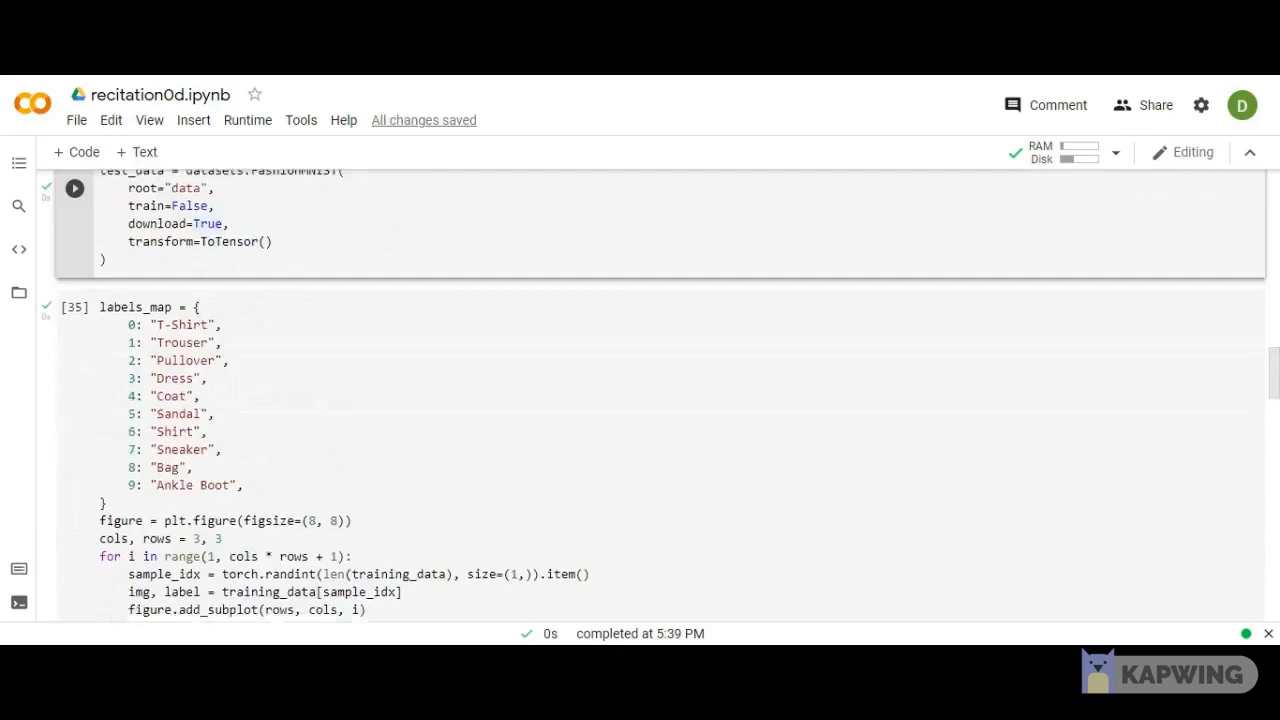 recitation0d.ipynb
File Edit View Insert Runtime Tools Help All changes saved
Comment Share D
+ Code + Text
RAM
Disk
Editing
test_data = datasets.FashionMNIST(
root="data",
train=False,
download=True,
transform=ToTensor()
)
0s
[35] labels_map = {
0s
0: "T-Shirt",
1: "Trouser",
2: "Pullover",
3: "Dress",
4: "Coat",
5: "Sandal",
6: "Shirt",
7: "Sneaker",
8: "Bag",
9: "Ankle Boot",
}
figure = plt.figure(figsize=(8, 8))
cols, rows = 3, 3
for i in range(1, cols * rows + 1):
sample_idx = torch.randint(len(training_data), size=(1,)).item()
img, label = training_data[sample_idx]
figure.add_subplot(rows, cols, i)
0s completed at 5:39 PM
KAPWING